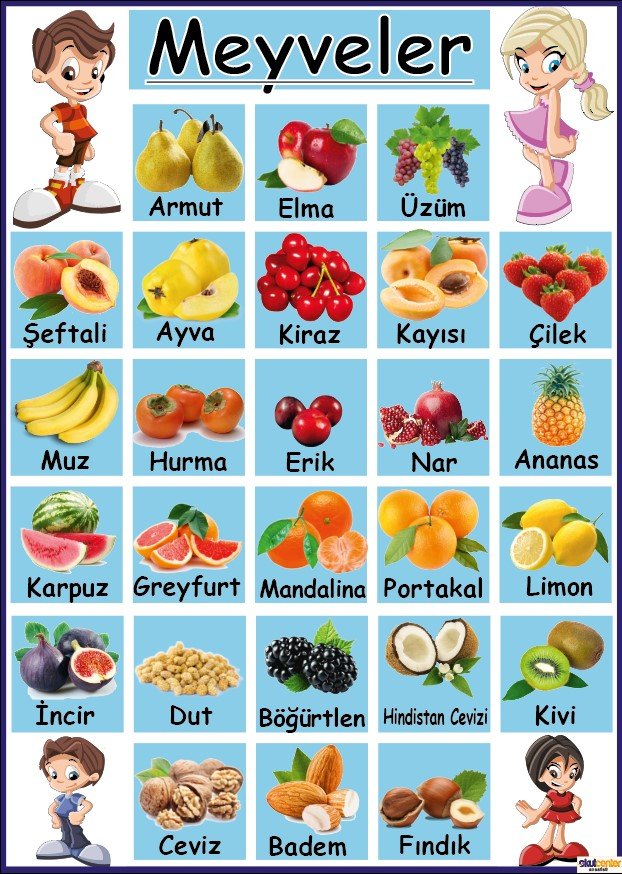 Meyveler
Armut
Elma
Üzüm
Şeftali
Ayva
Kiraz
Kayısı
Çilek
Muz
Hurma
Erik
Nar
Ananas
Karpuz
Greyfurt
Mandalina
Portakal
Limon
İncir
Dut
Böğürtlen
Hindistan Cevizi
Kivi
Ceviz
Badem
Fındık
okulcenter